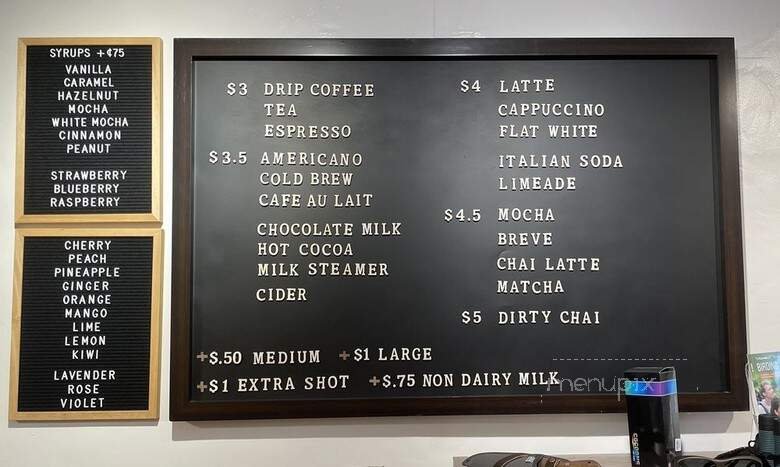 SYRUPS +¢75
VANILLA
CARAMEL
HAZELNUT
MOCHA
WHITE MOCHA
CINNAMON
PEANUT
STRAWBERRY
BLUEBERRY
RASPBERRY
CHERRY
PEACH
PINEAPPLE
GINGER
ORANGE
MANGO
LIME
LEMON
KIWI
LAVENDER
ROSE
VIOLET
$3 DRIP COFFEE
TEA
ESPRESSO
$3.5 AMERICANO
COLD BREW
CAFE AU LAIT
CHOCOLATE MILK
HOT COCOA
MILK STEAMER
CIDER
$4 LATTE
CAPPUCCINO
FLAT WHITE
ITALIAN SODA
LIMEADE
$4.5 MOCHA
BREVE
CHAI LATTE
MATCHA
$5 DIRTY CHAI
+$.50 MEDIUM +$1 LARGE
+$1 EXTRA SHOT +$.75 NON DAIRY MILK
menupix